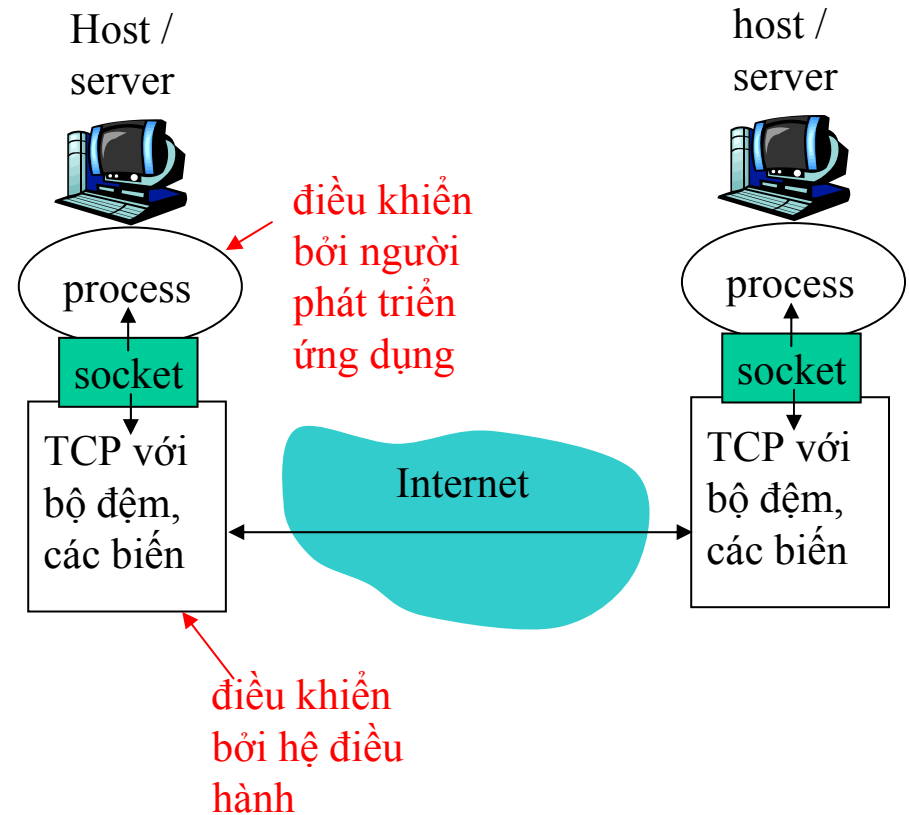 Host /
server
host /
server
điều khiển
bởi người
phát triển
ứng dụng
process
process
socket
socket
TCP với
bộ đệm,
các biến
Internet
TCP với
bộ đệm,
các biến
điều khiển
bởi hệ điều
hành